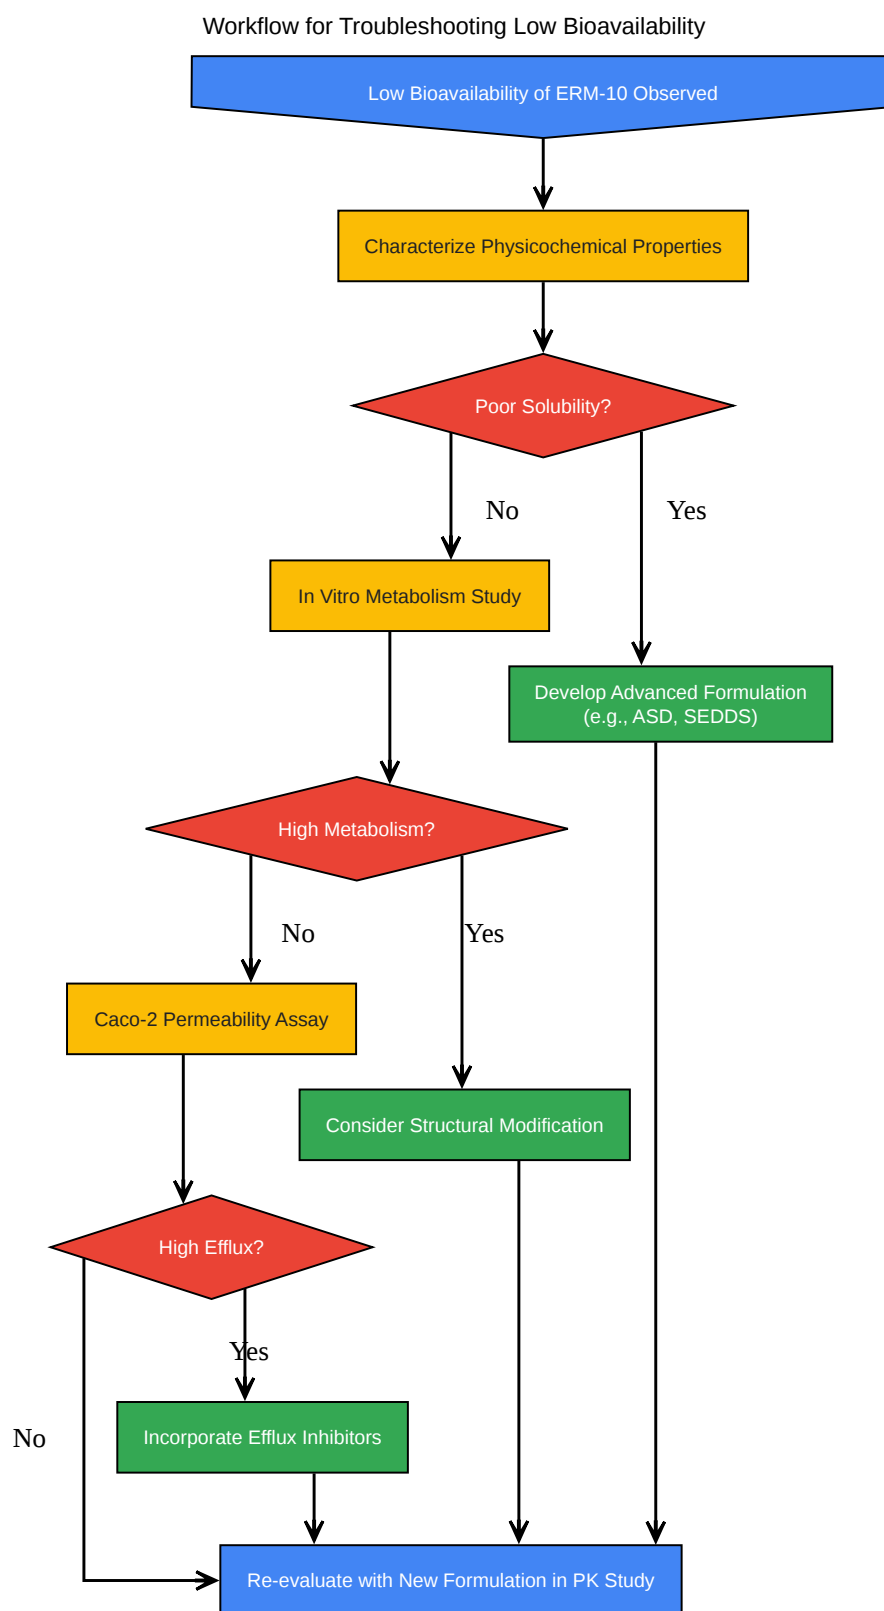 Workflow for Troubleshooting Low Bioavailability
Low Bioavailability of ERM-10 Observed
Characterize Physicochemical Properties
Poor Solubility?
No
Yes
In Vitro Metabolism Study
Develop Advanced Formulation
(e.g., ASD, SEDDS)
High Metabolism?
No
Yes
Caco-2 Permeability Assay
Consider Structural Modification
High Efflux?
Yes
No
Incorporate Efflux Inhibitors
Re-evaluate with New Formulation in PK Study